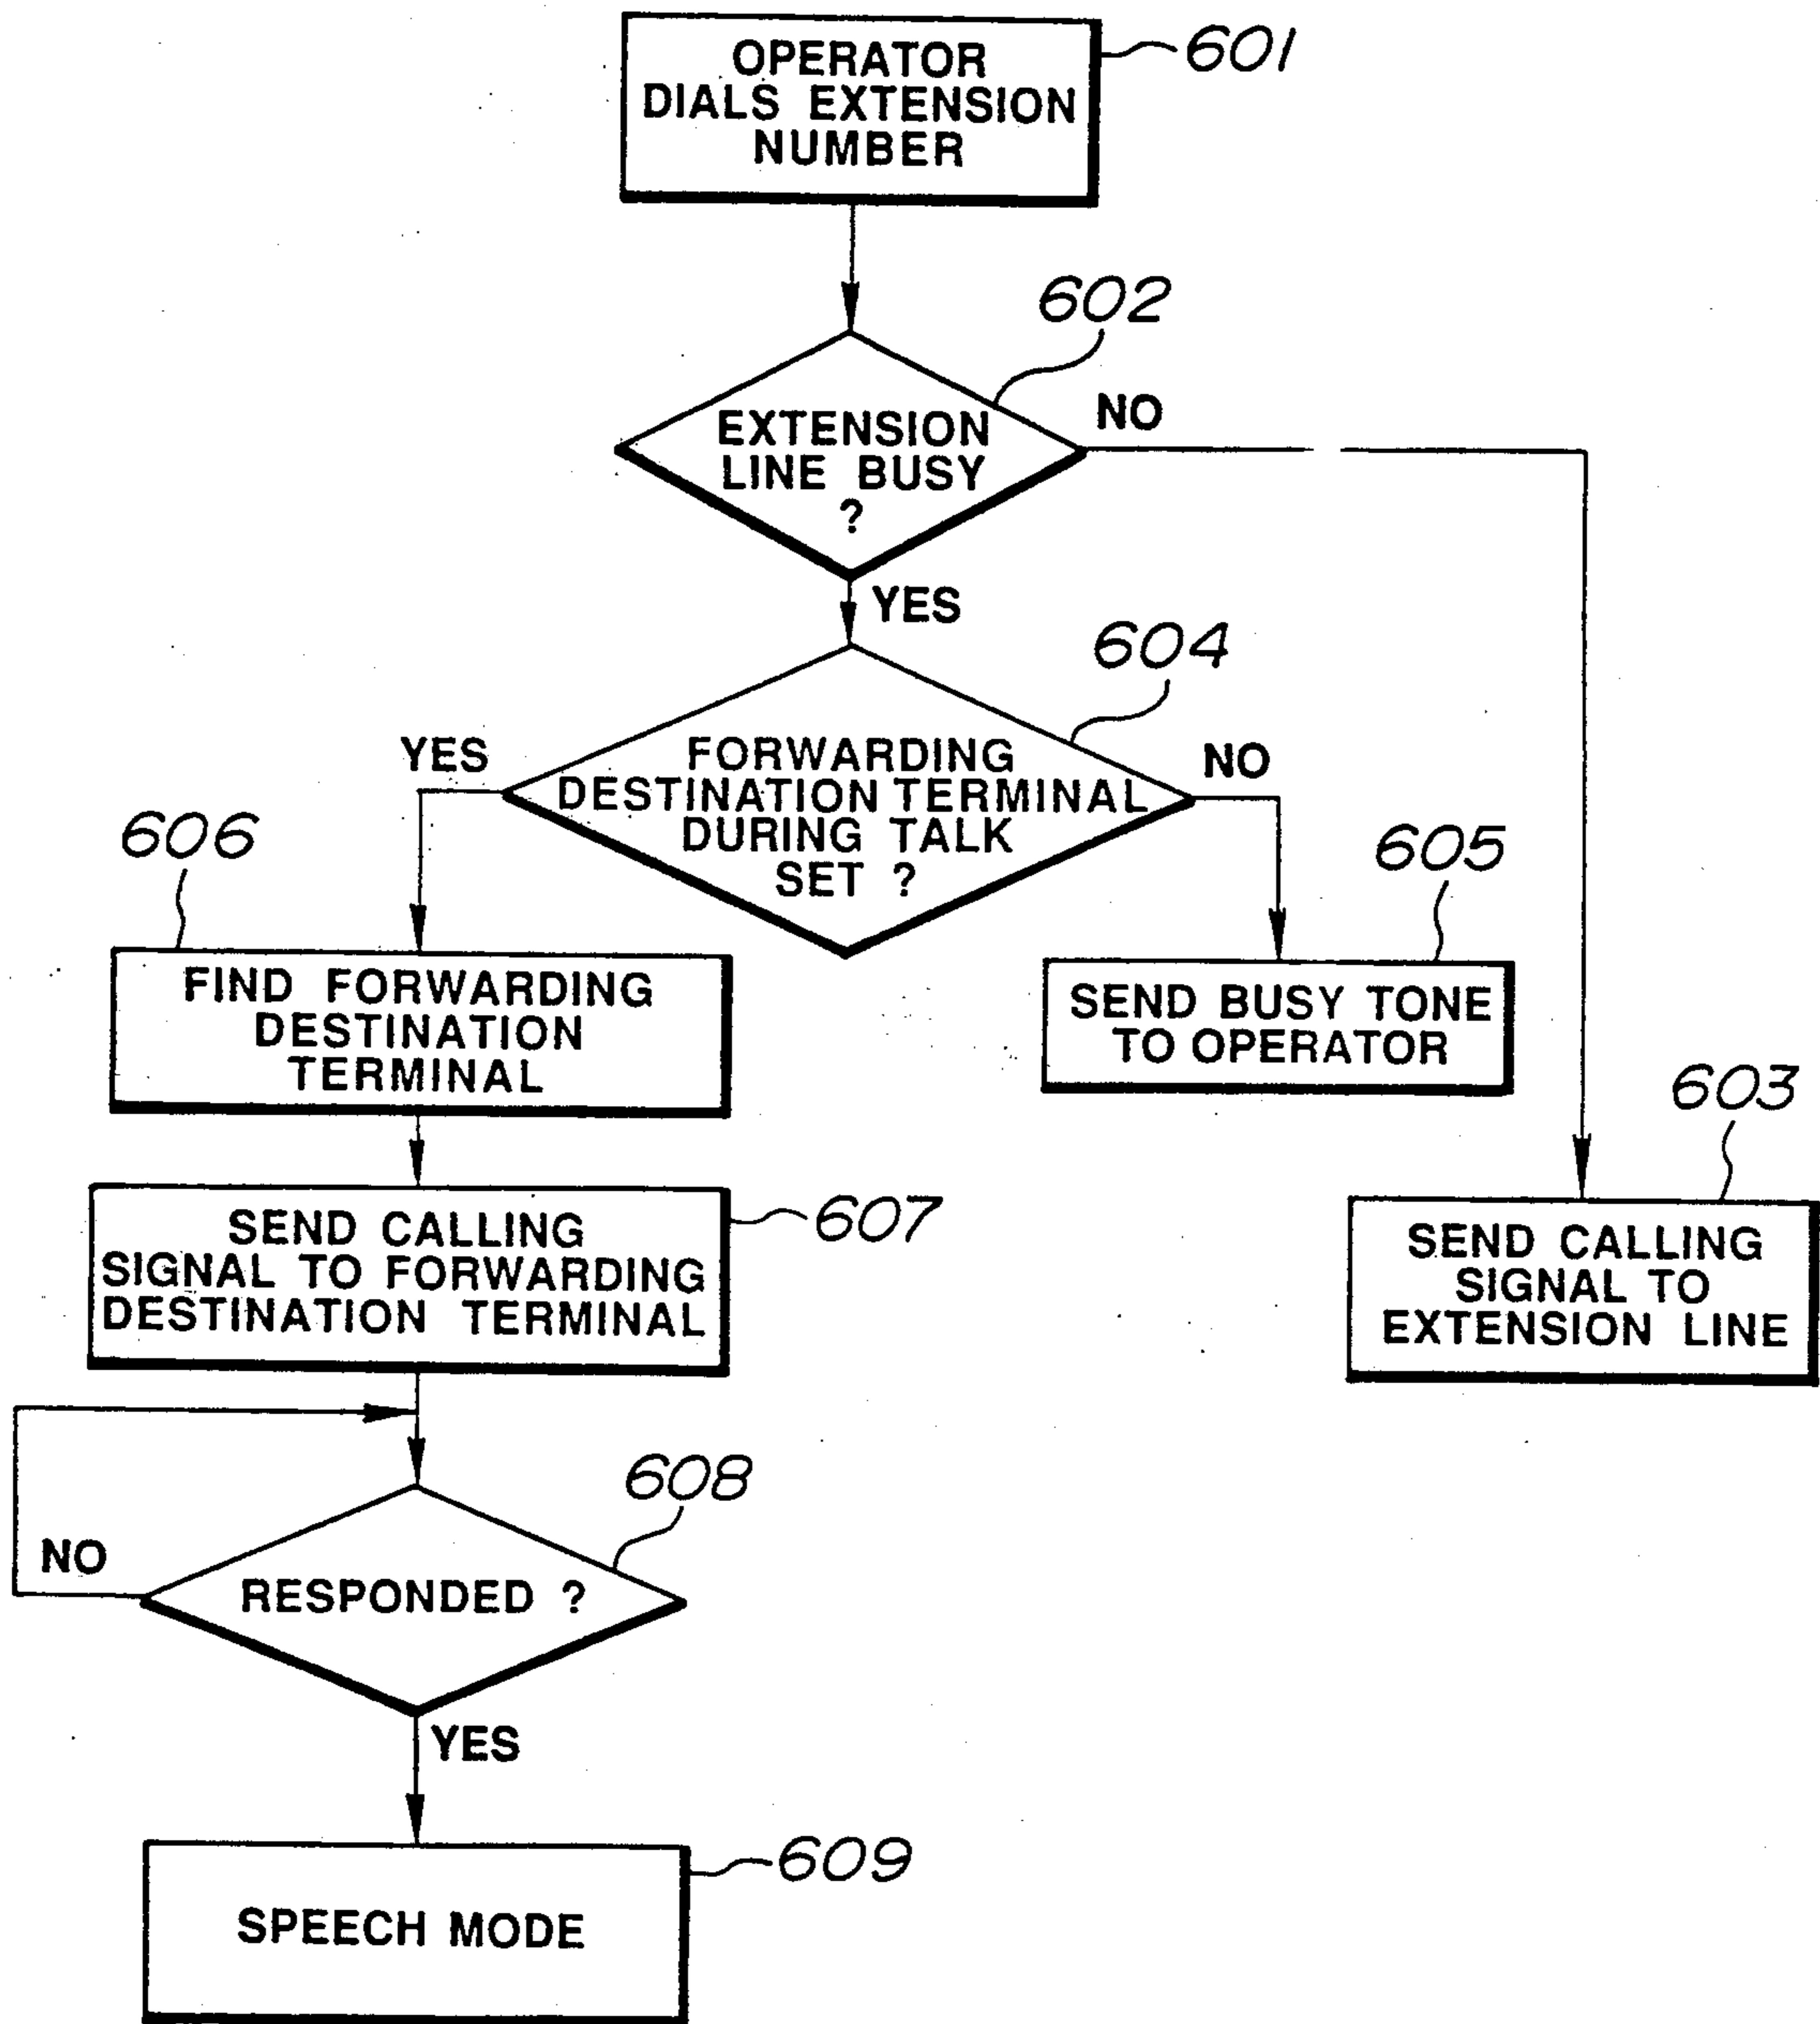 OPERATOR
DIALS EXTENSION
NUMBER
601
602
EXTENSION
LINE BUSY
?
NO
YES
604
FORWARDING
DESTINATION TERMINAL
DURING TALK
SET ?
YES
NO
606
605
FIND FORWARDING
DESTINATION
TERMINAL
SEND BUSY TONE
TO OPERATOR
603
SEND CALLING
SIGNAL TO FORWARDING
DESTINATION TERMINAL
607
SEND CALLING
SIGNAL TO
EXTENSION LINE
608
NO
RESPONDED ?
YES
609
SPEECH MODE